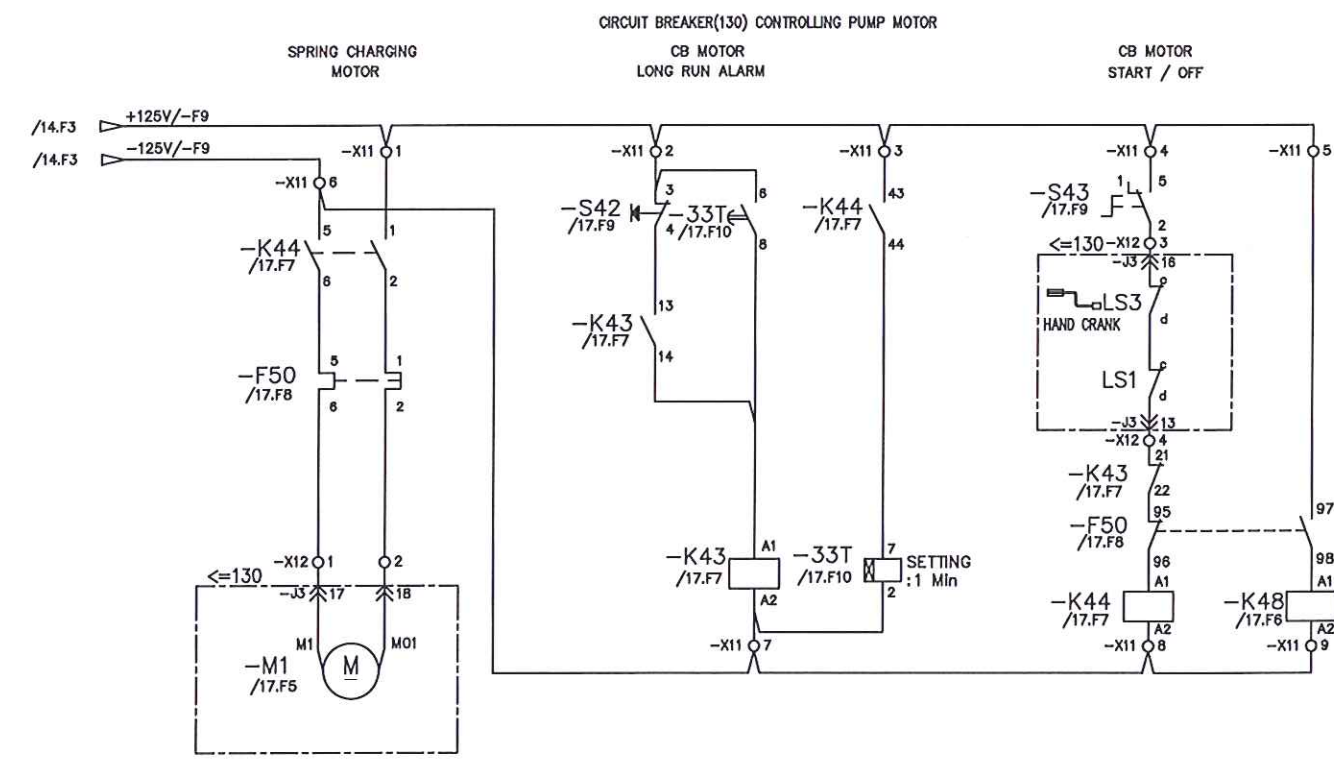 CIRCUIT BREAKER(130) CONTROLLING PUMP MOTOR
SPRING CHARGING
MOTOR
CB MOTOR
LONG RUN ALARM
CB MOTOR
START / OFF
/14.F3
+125V/-F9
/14.F3
-125V/-F9
-X11 6
1
-X11 2
-X11 3
-X11 4
-X11 5
5
1
-K44
/17.F7
6
2
5
1
-F50
/17.F8
6
2
-X12 1
2
<=130
-J3 17
18
M1
M01
-M1
/17.F5
M
3
-S42
/17.F9
4
6
-33T
/17.F10
8
13
-K43
/17.F7
14
43
-K44
/17.F7
44
A1
-K43
/17.F7
A2
7
-33T
/17.F10
2
SETTING
:1 Min
-X11 7
1
5
-S43
/17.F9
2
<=130
-X12 3
-J3 16
c
LS3
HAND CRANK
d
c
LS1
d
-J3 13
-X12 4
21
-K43
/17.F7
22
95
-F50
/17.F8
96
97
98
A1
-K44
/17.F7
A2
A1
-K48
/17.F6
A2
-X11 8
-X11 9